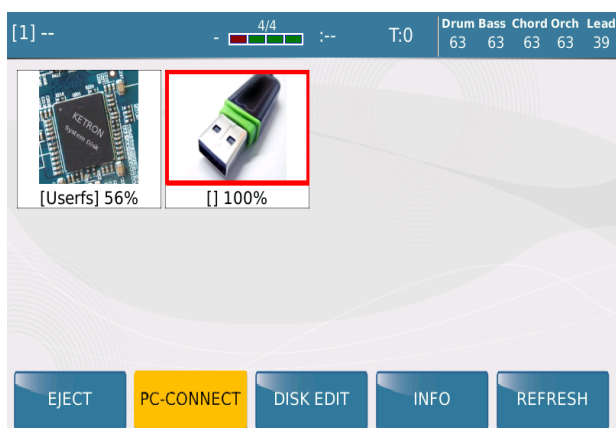 [1] --
- 4/4 :--
T:0
Drum Bass Chord Orch Lead
63 63 63 63 39
KETRON
System Disk
[Userfs] 56%
[] 100%
EJECT
PC-CONNECT
DISK EDIT
INFO
REFRESH